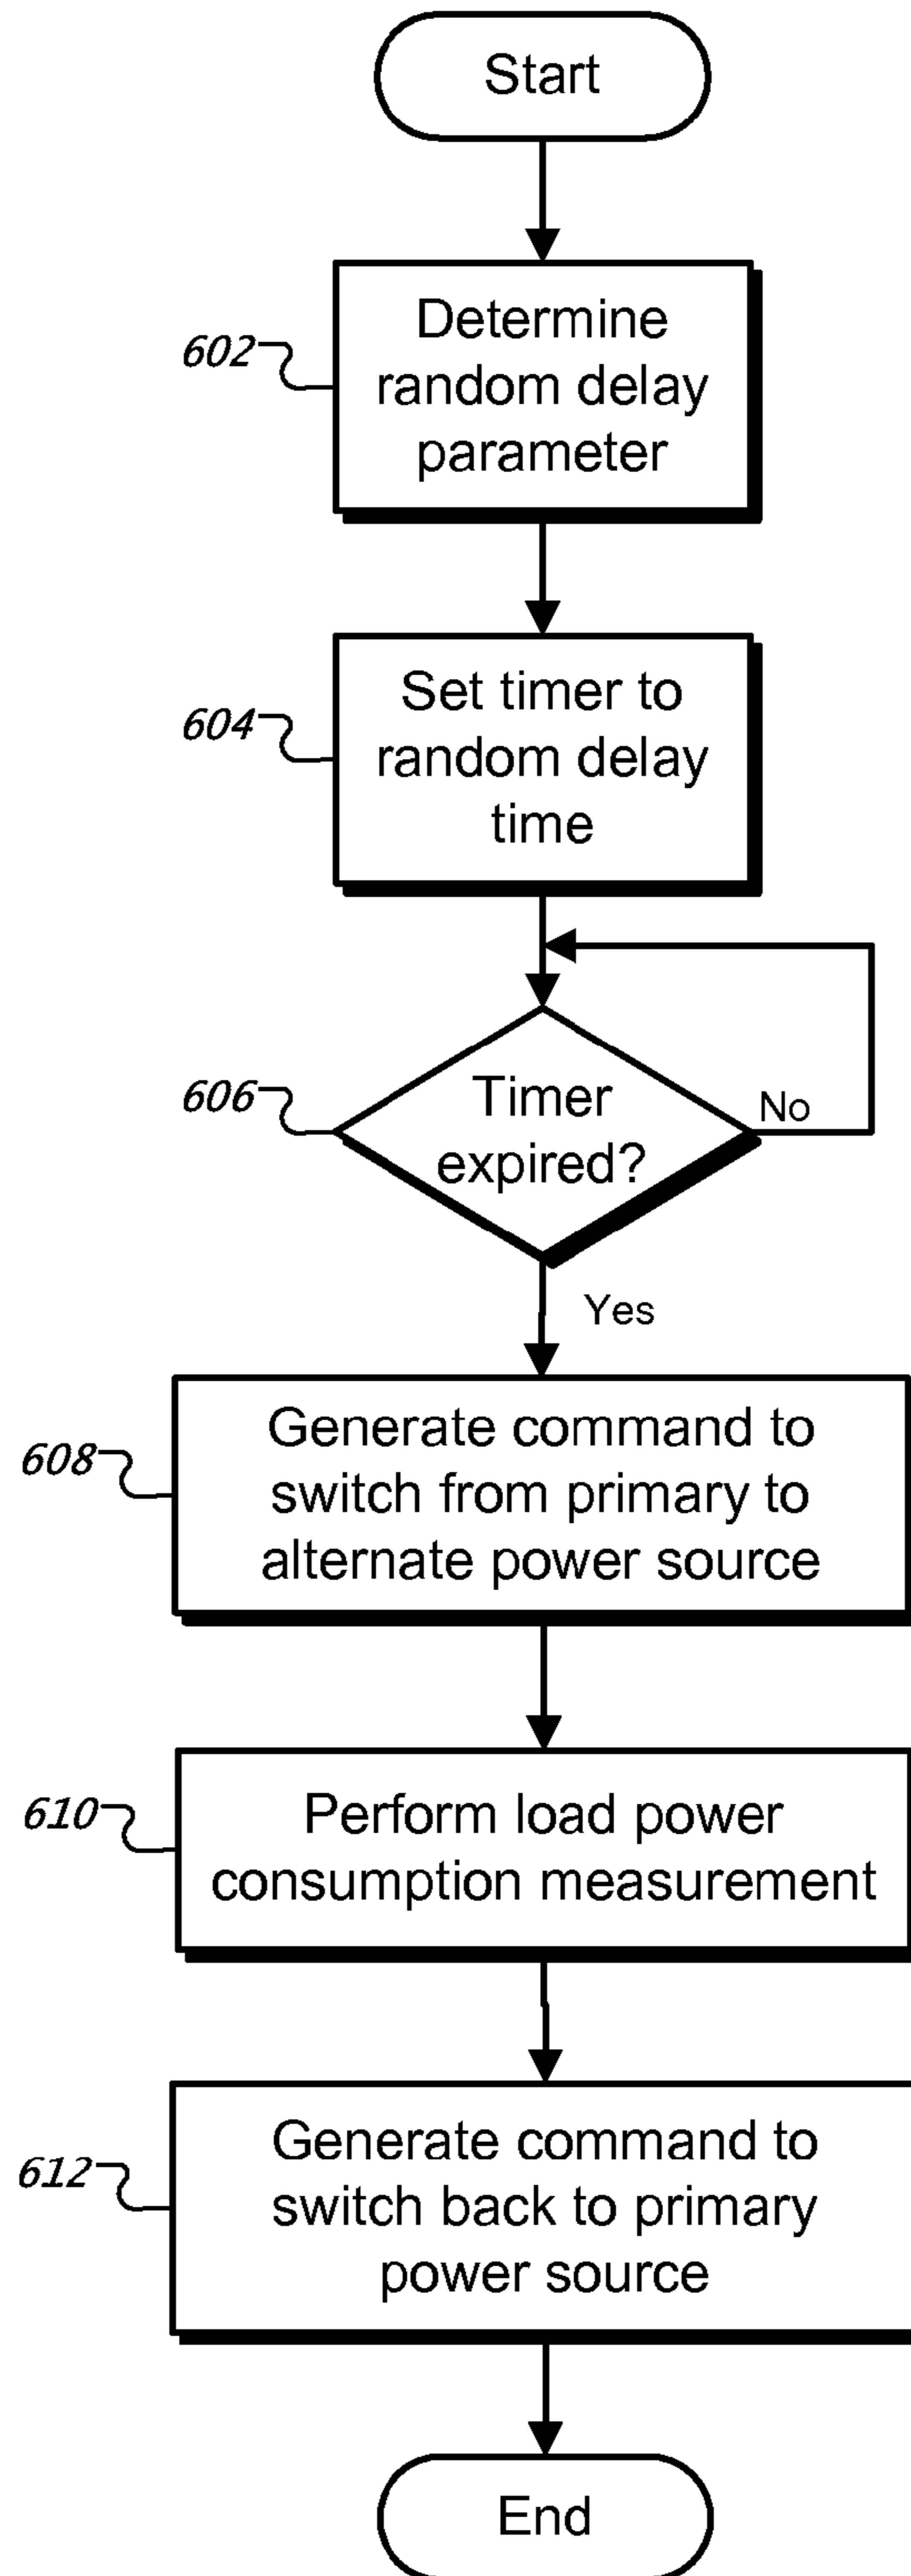 Start
602
Determine
random delay
parameter
604
Set timer to
random delay
time
606
Timer
expired?
No
Yes
608
Generate command to
switch from primary to
alternate power source
610
Perform load power
consumption measurement
612
Generate command to
switch back to primary
power source
End